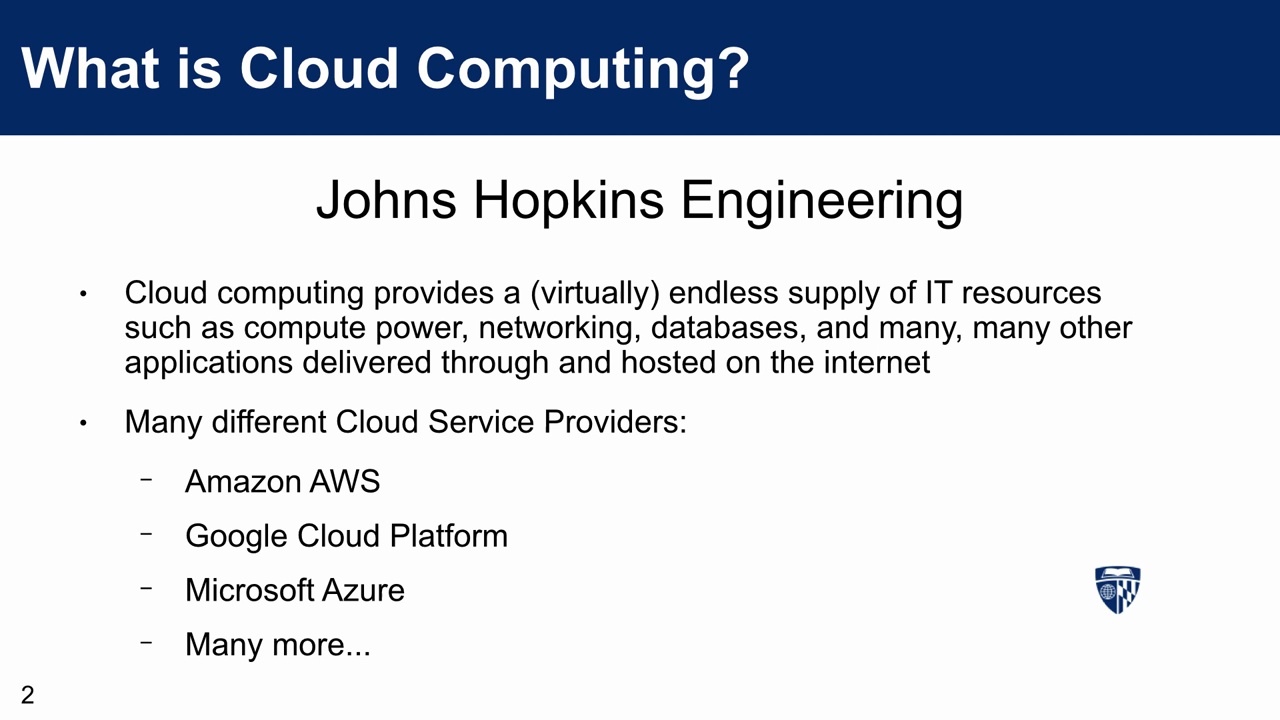 What is Cloud Computing?
Johns Hopkins Engineering
• Cloud computing provides a (virtually) endless supply of IT resources
such as compute power, networking, databases, and many, many other
applications delivered through and hosted on the internet
• Many different Cloud Service Providers:
– Amazon AWS
– Google Cloud Platform
– Microsoft Azure
– Many more...
2